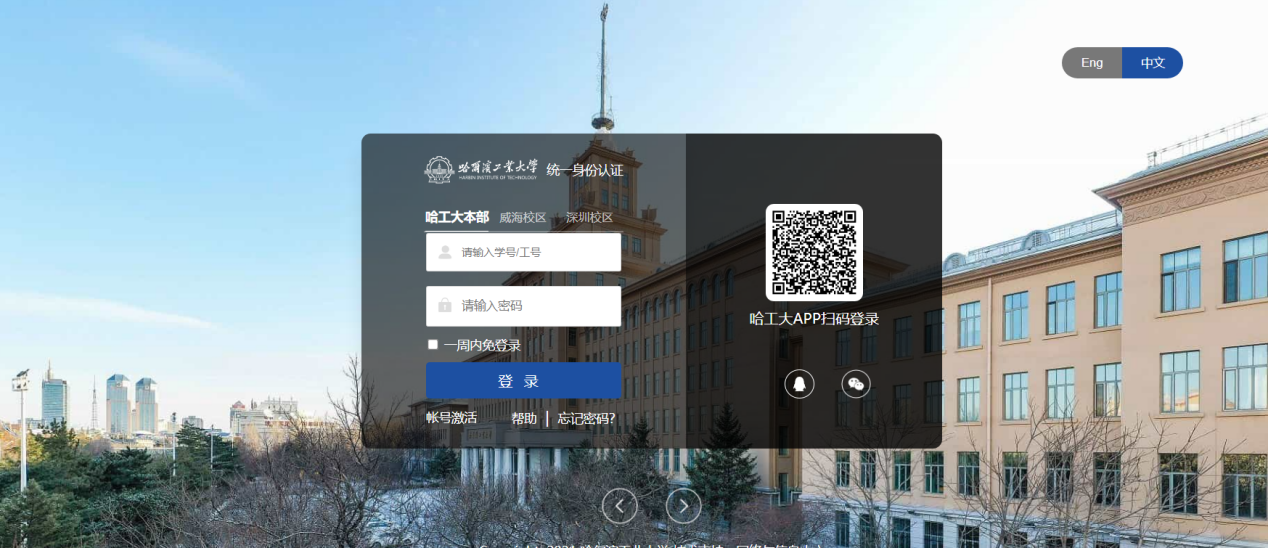 Eng 中文
哈尔滨工业大学 统一身份认证
HARBIN INSTITUTE OF TECHNOLOGY
哈工大本部 威海校区 深圳校区
请输入学号/工号
请输入密码
一周内免登录
登 录
帐号激活 帮助 | 忘记密码?
哈工大APP扫码登录